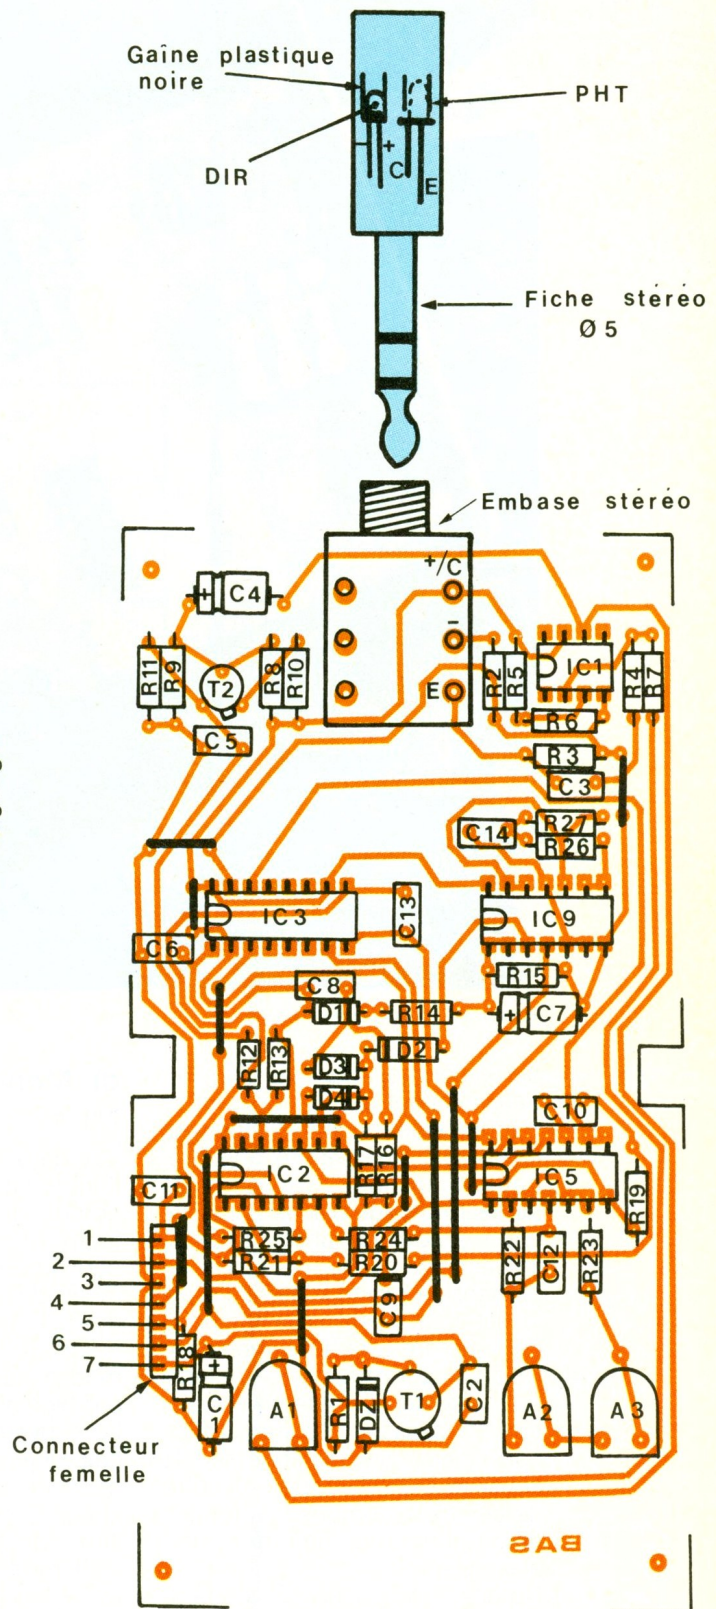 Gaîne plastique
noire
PHT
DIR
+
C
E
Fiche stéréo
Ø 5
Embase stéréo
+/C
-
E
+ C4
R11
R9
T2
R8
R10
C5
R2
R5
IC1
R4
R7
R6
R3
C3
C14
R27
R26
IC3
C13
IC9
C6
C8
R15
D1
R14
+ C7
R12
R13
D2
D3
D4
C10
IC2
R17
R16
IC5
C11
R19
1
2
3
4
5
6
7
R25
R24
R21
R20
R22
C12
R23
C9
R18
+
C1
A1
R1
DZ
T1
C2
A2
A3
Connecteur
femelle
BAS